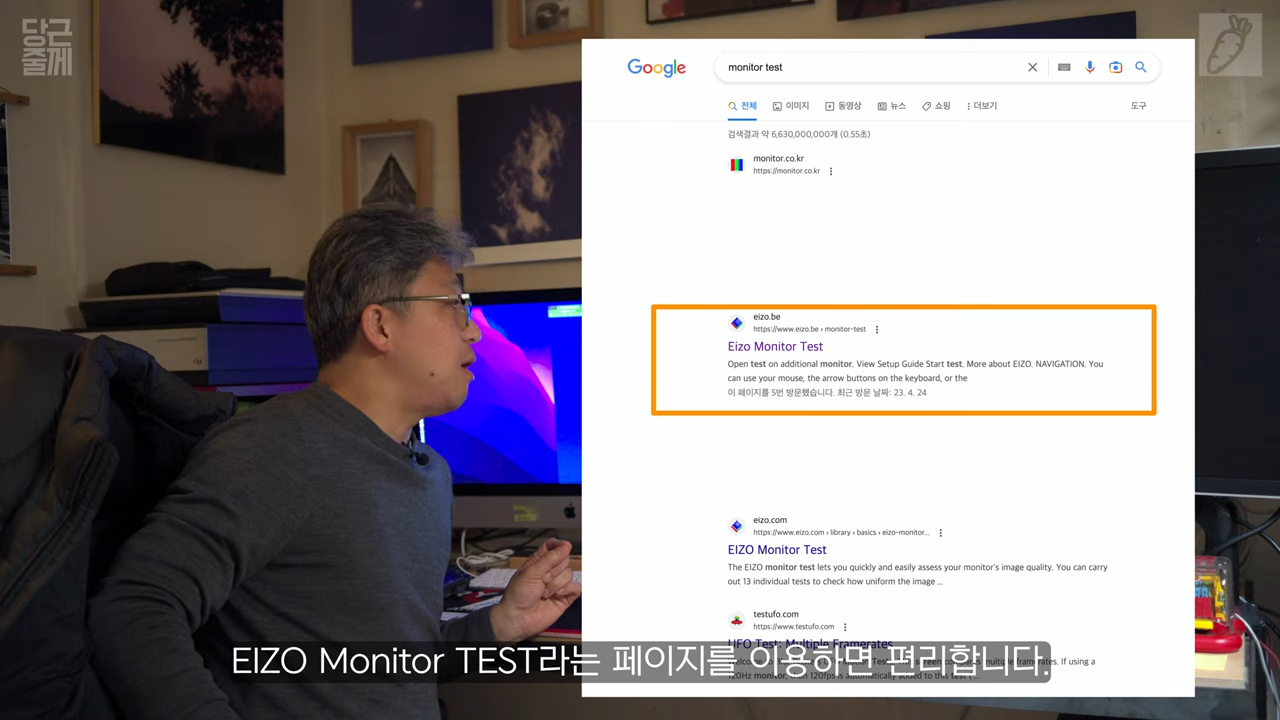 당근
줄께
Google
monitor test
전체 이미지 동영상 뉴스 쇼핑 더보기 도구
검색결과 약 6,630,000,000개 (0.55초)
monitor.co.kr
https://monitor.co.kr
eizo.be
https://www.eizo.be › monitor-test
Eizo Monitor Test
Open test on additional monitor. View Setup Guide Start test. More about EIZO. NAVIGATION. You
can use your mouse, the arrow buttons on the keyboard, or the
이 페이지를 5번 방문했습니다. 최근 방문 날짜: 23. 4. 24
eizo.com
https://www.eizo.com › library › basics › eizo-monitor...
EIZO Monitor Test
The EIZO monitor test lets you quickly and easily assess your monitor's image quality. You can carry
out 13 individual tests to check how uniform the image ...
testufo.com
https://www.testufo.com
UFO Test: Multiple Framerates
EIZO Monitor TEST라는 페이지를 이용하면 편리합니다.